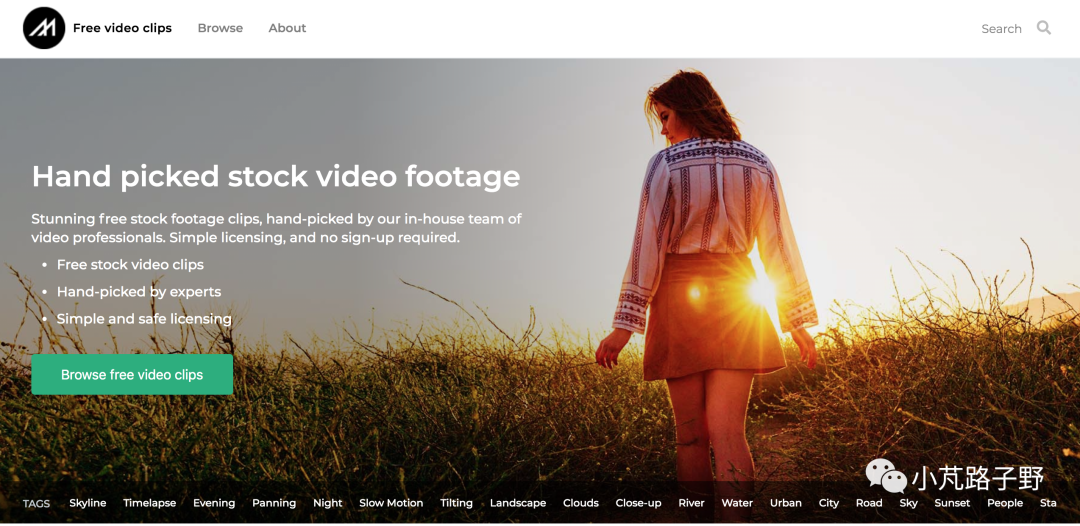 Free video clips Browse About Search
Hand picked stock video footage
Stunning free stock footage clips, hand-picked by our in-house team of
video professionals. Simple licensing, and no sign-up required.
• Free stock video clips
• Hand-picked by experts
• Simple and safe licensing
Browse free video clips
小芃路子野
TAGS Skyline Timelapse Evening Panning Night Slow Motion Tilting Landscape Clouds Close-up River Water Urban City Road Sky Sunset People Sta